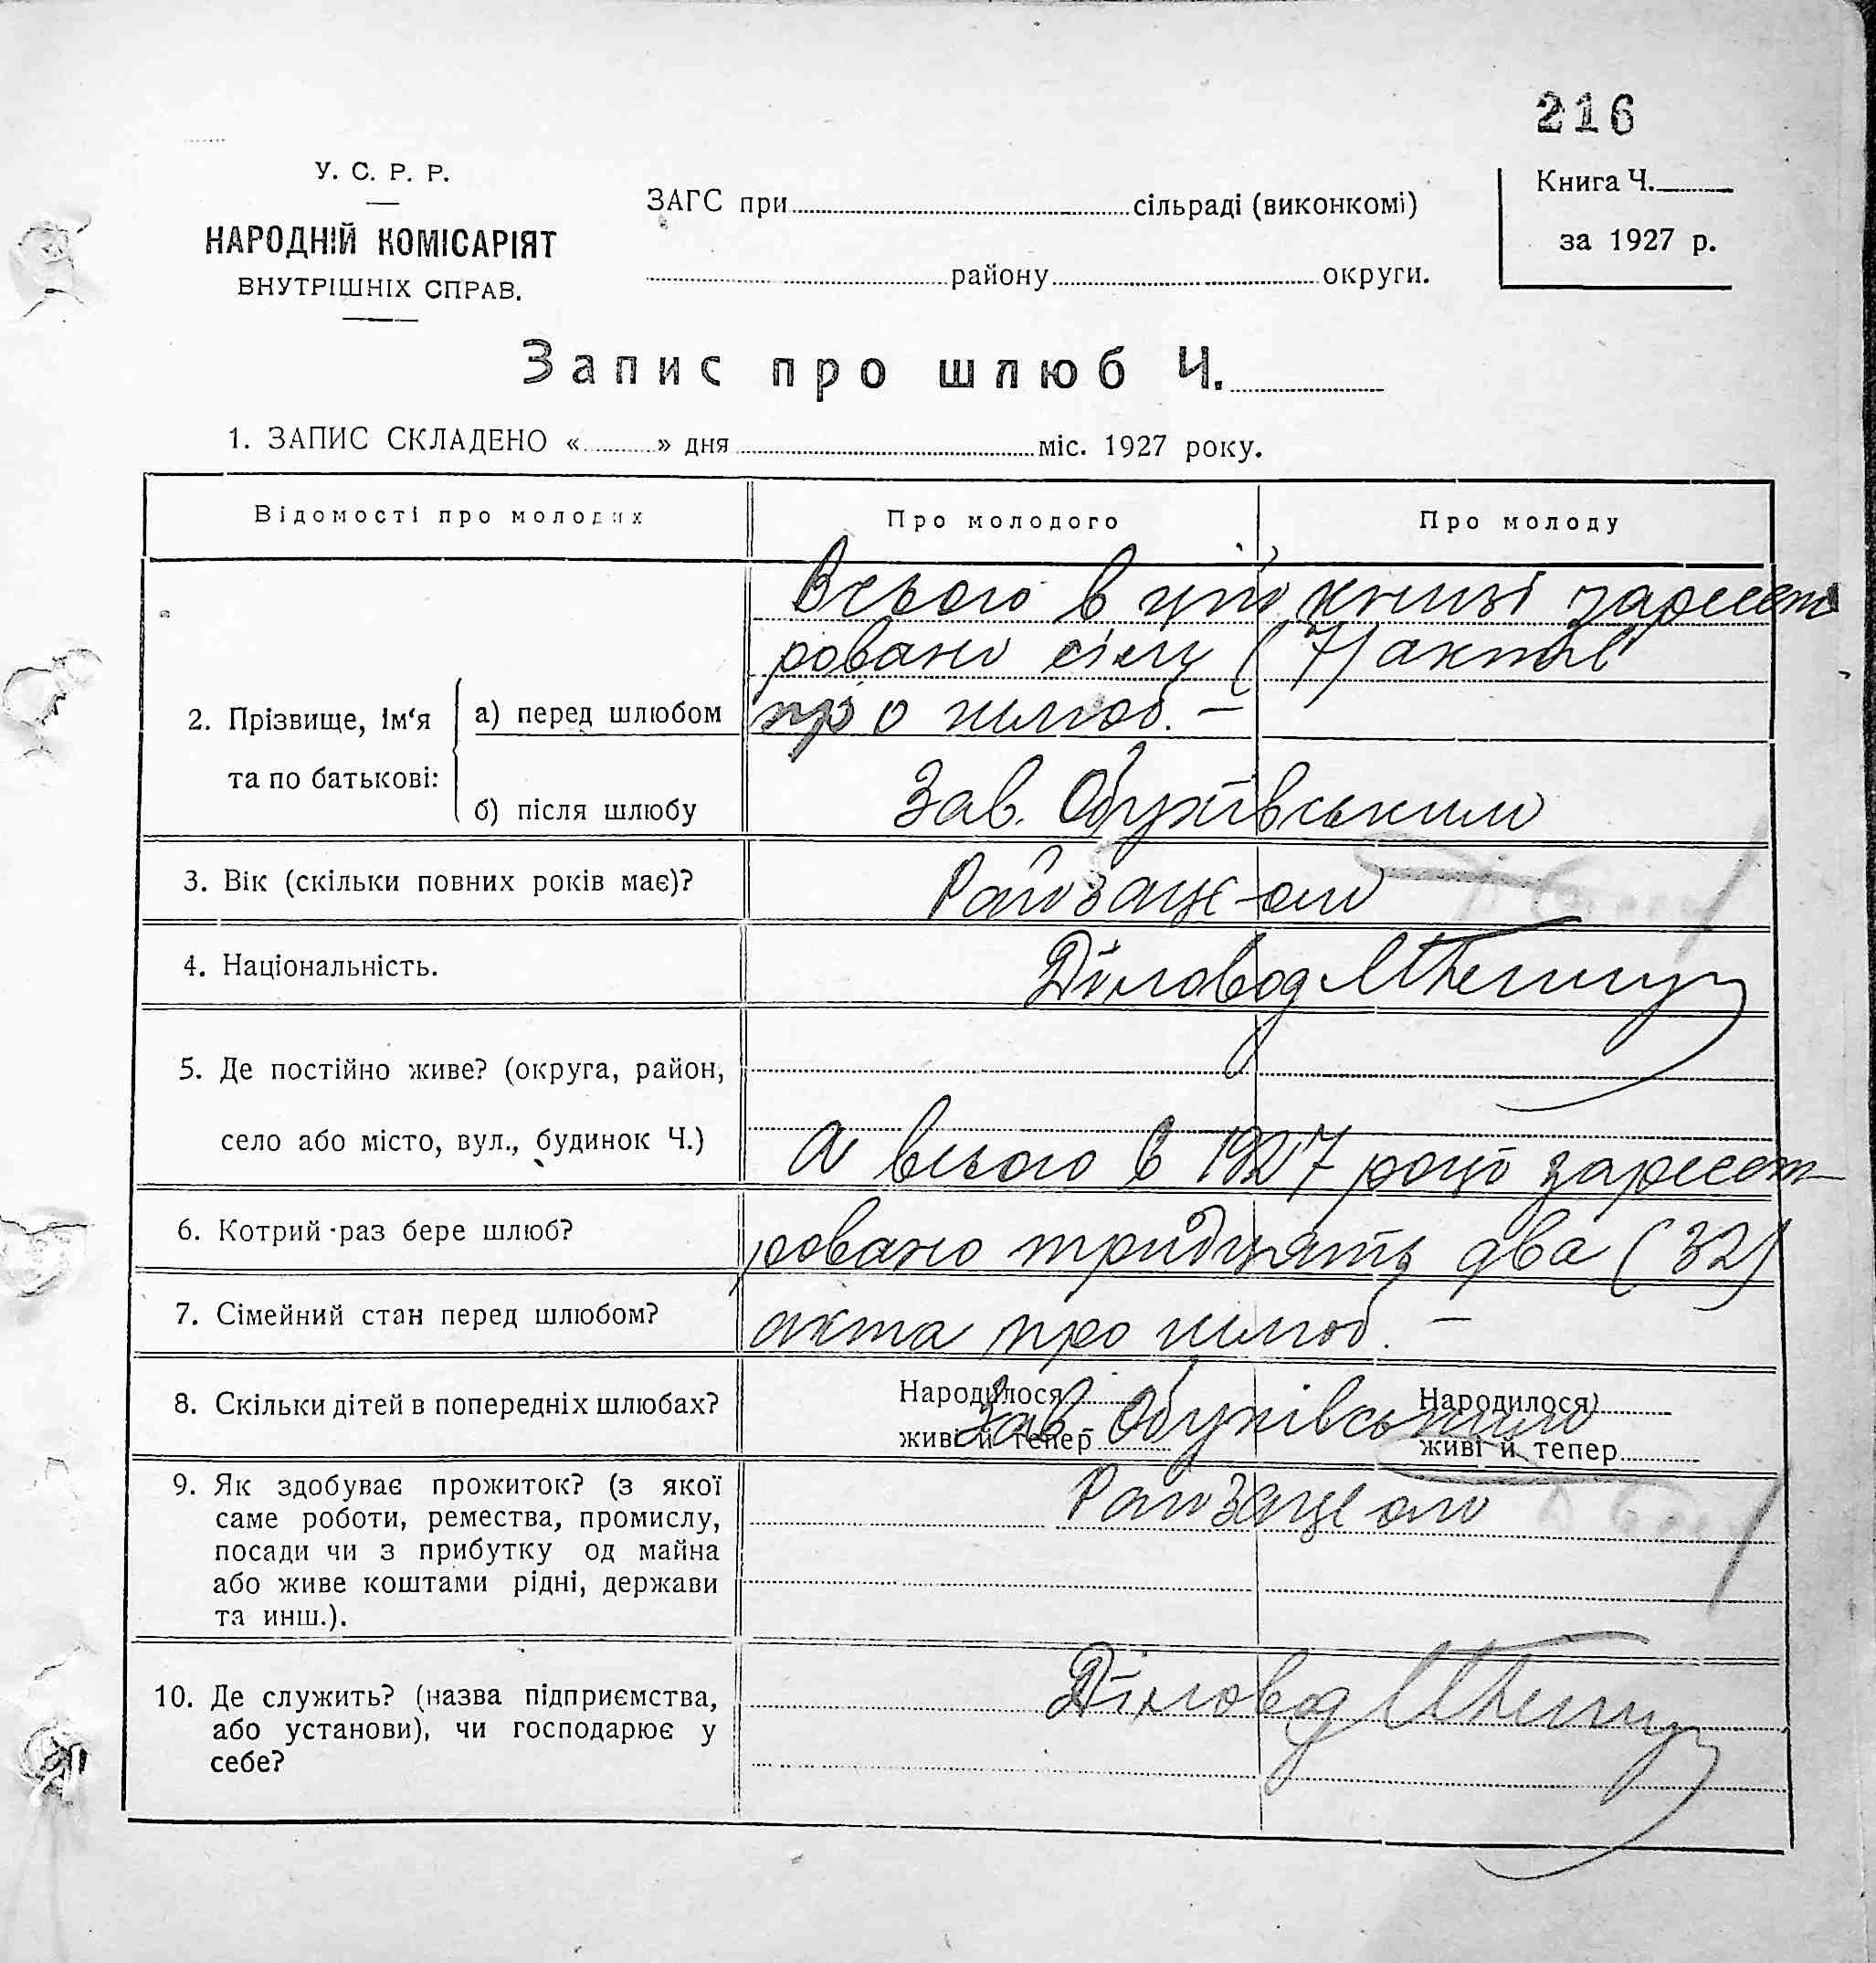 216
У. С. Р. Р.
НАРОДНІЙ КОМІСАРІЯТ
ВНУТРІШНІХ СПРАВ.
ЗАГС при сільраді (виконкомі)
району округи.
Книга Ч.
за 1927 р.
Запис про шлюб Ч.
1. ЗАПИС СКЛАДЕНО « » дня міс. 1927 року.
Відомості про молодих
Про молодого
Про молоду
Всього в цій книзі зареєст
ровано сім (7) актів
про шлюб. —
Зав. Обухівським
РайЗАЦС-ом
Діловод
2. Прізвище, ім‘я
та по батькові:
а) перед шлюбом
б) після шлюбу
3. Вік (скільки повних років має)?
4. Національність.
5. Де постійно живе? (округа, район,
село або місто, вул., будинок Ч.)
А всього в 1927 році зареєст-
ровано тридцять два (32)
акта про шлюб. —
6. Котрий раз бере шлюб?
7. Сімейний стан перед шлюбом?
8. Скільки дітей в попередніх шлюбах?
Народилося
живі й тепер
Народилося
живі й тепер
Зав. Обухівським
РайЗАЦС ом
Діловод
9. Як здобуває прожиток? (з якої
саме роботи, ремества, промислу,
посади чи з прибутку од майна
або живе коштами рідні, держави
та инш.).
10. Де служить? (назва підприємства,
або установи), чи господарює у
себе?